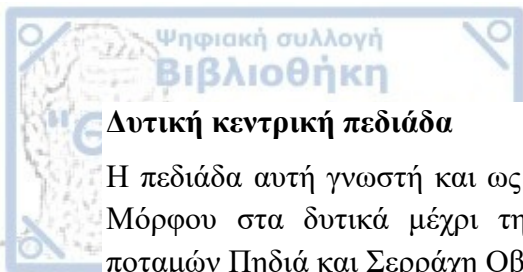 Ψηφιακή συλλογή
Βιβλιοθήκη
Δυτική κεντρική πεδιάδα
Η πεδιάδα αυτή γνωστή και ως
Μόρφου στα δυτικά μέχρι τη
ποταμών Πηδιά και Σερράχη Οβ